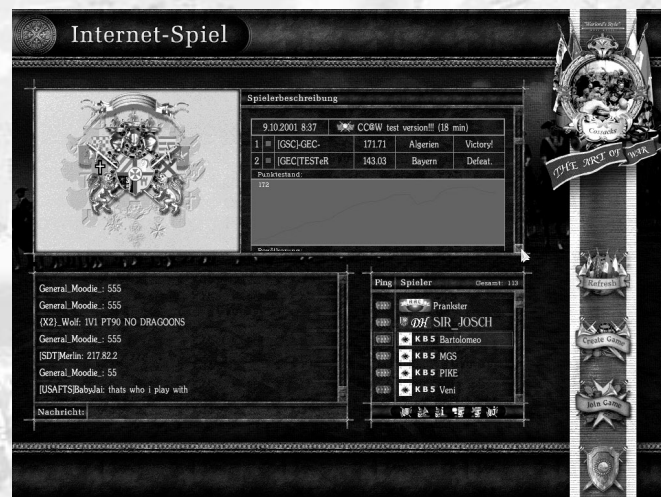 Internet-Spiel
"Warlord's Style"
Cossacks
THE ART OF WAR
Spielerbeschreibung
9.10.2001 8:37 CC@W test version!!! (18 min)
1 [GSC]-GEC- 171.71 Algerien Victory!
2 [GEC]TESTeR 143.03 Bayern Defeat.
Punktestand:
172
Bevölkerung:
General_Moodie_: 555
General_Moodie_: 555
{X2}_Wolf: 1V1 PT90 NO DRAGOONS
General_Moodie_: 555
[SDT]Merlin: 217.82.2
General_Moodie_: 55
[USAFTS]BabyJai: thats who i play with
Nachricht:
Ping Spieler Gesamt: 113
Prankster
DH SIR_JOSCH
KB5 Bartolomeo
KB5 MGS
KB5 PIKE
KB5 Veni
Refresh
Create Game
Join Game